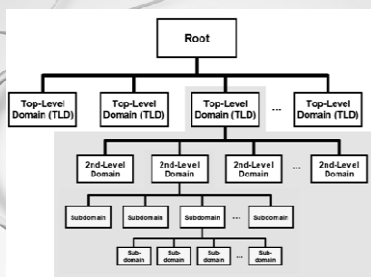 Root
Top-Level
Domain (TLD)
Top-Level
Domain (TLD)
Top-Level
Domain (TLD)
...
Top-Level
Domain (TLD)
2nd-Level
Domain
2nd-Level
Domain
2nd-Level
Domain
...
2nd-Level
Domain
Subdomain
Subdomain
Subdomain
...
Subdomain
Sub-
domain
Sub-
domain
Sub-
domain
Sub-
domain
...
Sub-
domain